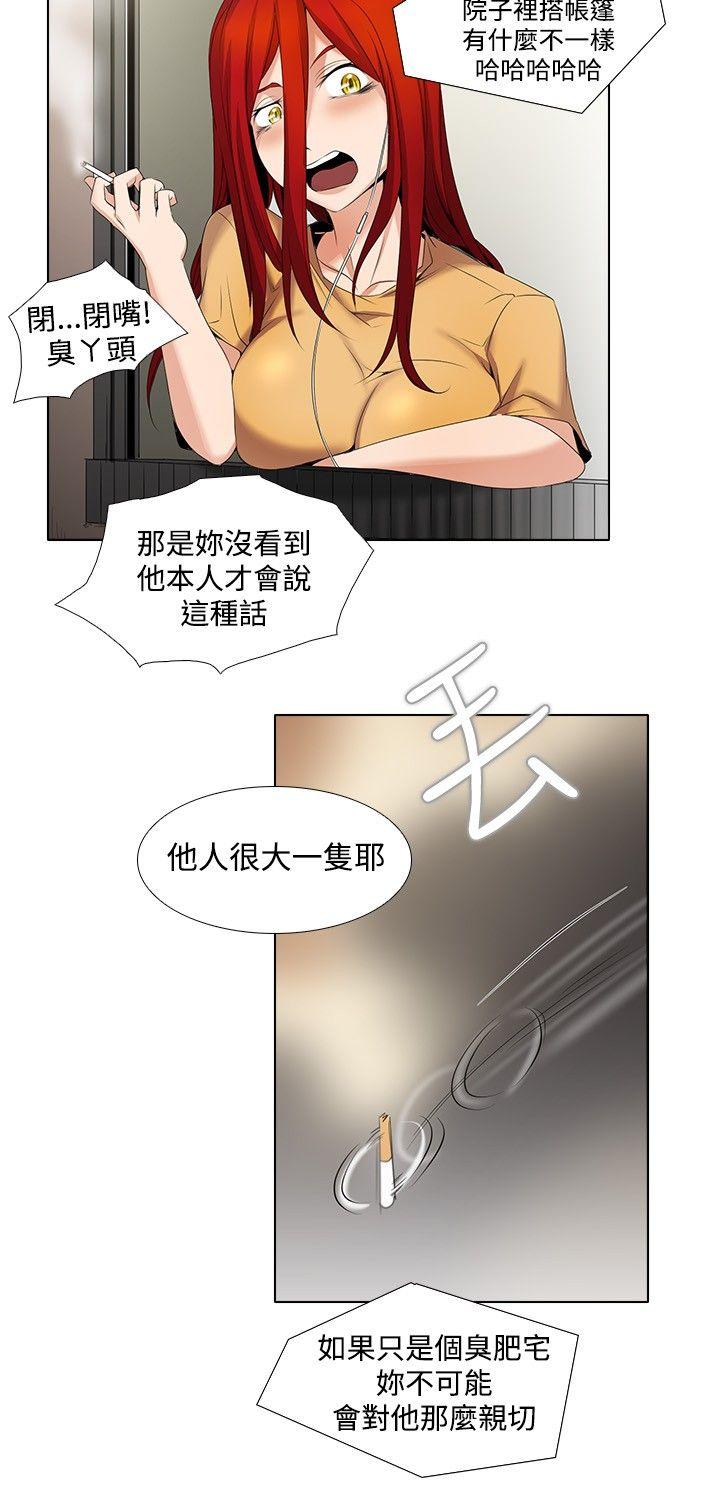 院子裡搭帳篷
有什麼不一樣
哈哈哈哈哈
閉...閉嘴!
臭丫頭
那是妳沒看到
他本人才會說
這種話
丟
他人很大一隻耶
如果只是個臭肥宅
妳不可能
會對他那麼親切